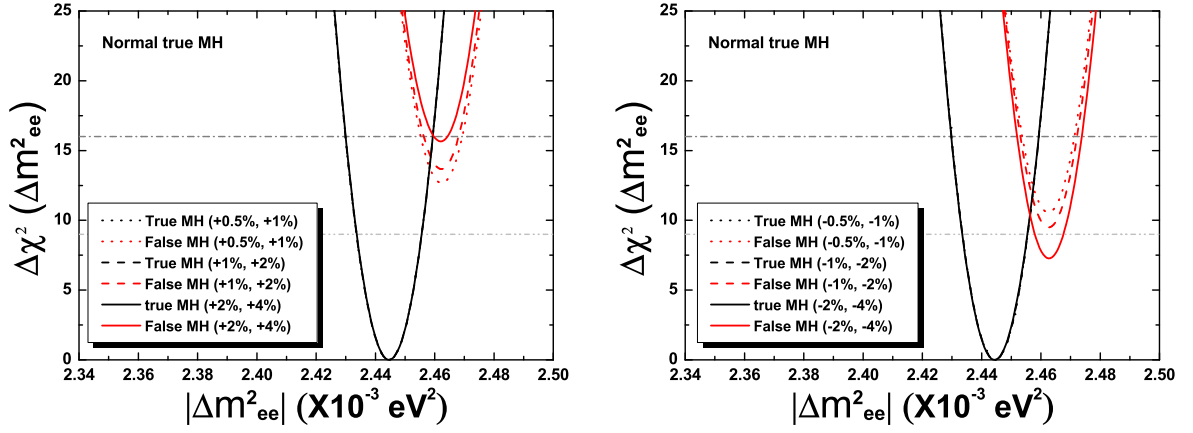 Normal true MH
25
20
15
10
5
0
Δχ² (Δm²ee)
True MH (+0.5%, +1%)
False MH (+0.5%, +1%)
True MH (+1%, +2%)
False MH (+1%, +2%)
true MH (+2%, +4%)
False MH (+2%, +4%)
2.34 2.36 2.38 2.40 2.42 2.44 2.46 2.48 2.50
|Δm²ee| (X10⁻³ eV²)
Normal true MH
25
20
15
10
5
0
Δχ² (Δm²ee)
True MH (-0.5%, -1%)
False MH (-0.5%, -1%)
True MH (-1%, -2%)
False MH (-1%, -2%)
true MH (-2%, -4%)
False MH (-2%, -4%)
2.34 2.36 2.38 2.40 2.42 2.44 2.46 2.48 2.50
|Δm²ee| (X10⁻³ eV²)